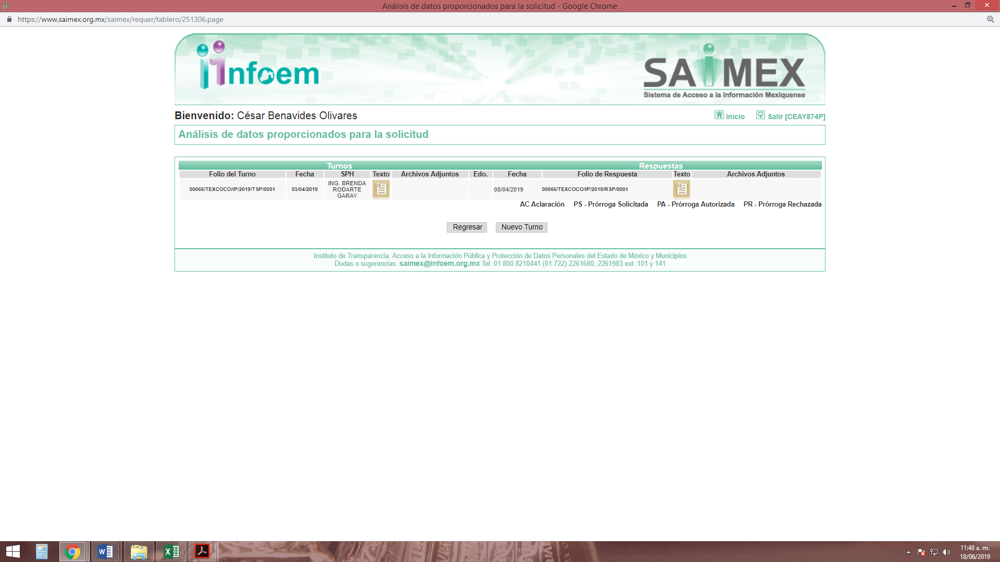 Análisis de datos proporcionados para la solicitud - Google Chrome
https://www.saimex.org.mx/saimex/requer/tablero/251306.page
infoem
SAIMEX
Sistema de Acceso a la Información Mexiquense
Bienvenido: César Benavides Olivares
Inicio Salir [CEAY874P]
Análisis de datos proporcionados para la solicitud
Turnos Respuestas
Folio del Turno Fecha SPH Texto Archivos Adjuntos Edo. Fecha Folio de Respuesta Texto Archivos Adjuntos
00066/TEXCOCO/IP/2019/TSP/0001 03/04/2019 ING. BRENDA RODARTE GARAY 08/04/2019 00066/TEXCOCO/IP/2019/RSP/0001
AC Aclaración PS - Prórroga Solicitada PA - Prórroga Autorizada PR - Prórroga Rechazada
Regresar Nuevo Turno
Instituto de Transparencia, Acceso a la Información Pública y Protección de Datos Personales del Estado de México y Municipios
Dudas o sugerencias: saimex@infoem.org.mx Tel. 01 800 8210441 (01 722) 2261680, 2261983 ext. 101 y 141
11:48 a. m.
18/06/2019